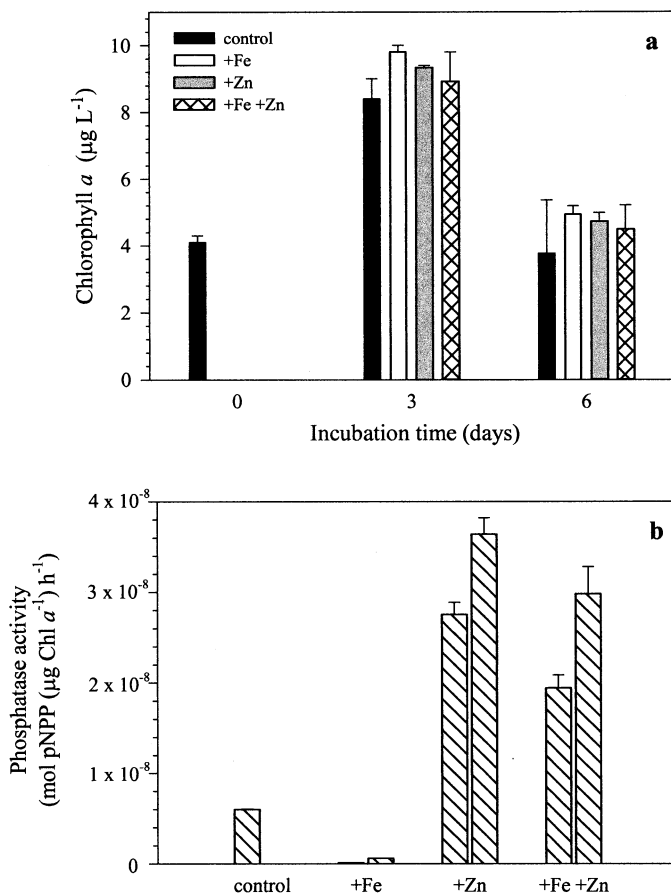 a
control
+Fe
+Zn
+Fe +Zn
10
8
6
4
2
0
Chlorophyll a (µg L⁻¹)
0 3 6
Incubation time (days)
b
4 x 10⁻⁸
3 x 10⁻⁸
2 x 10⁻⁸
1 x 10⁻⁸
0
Phosphatase activity
(mol pNPP (µg Chl a⁻¹) h⁻¹)
control +Fe +Zn +Fe +Zn